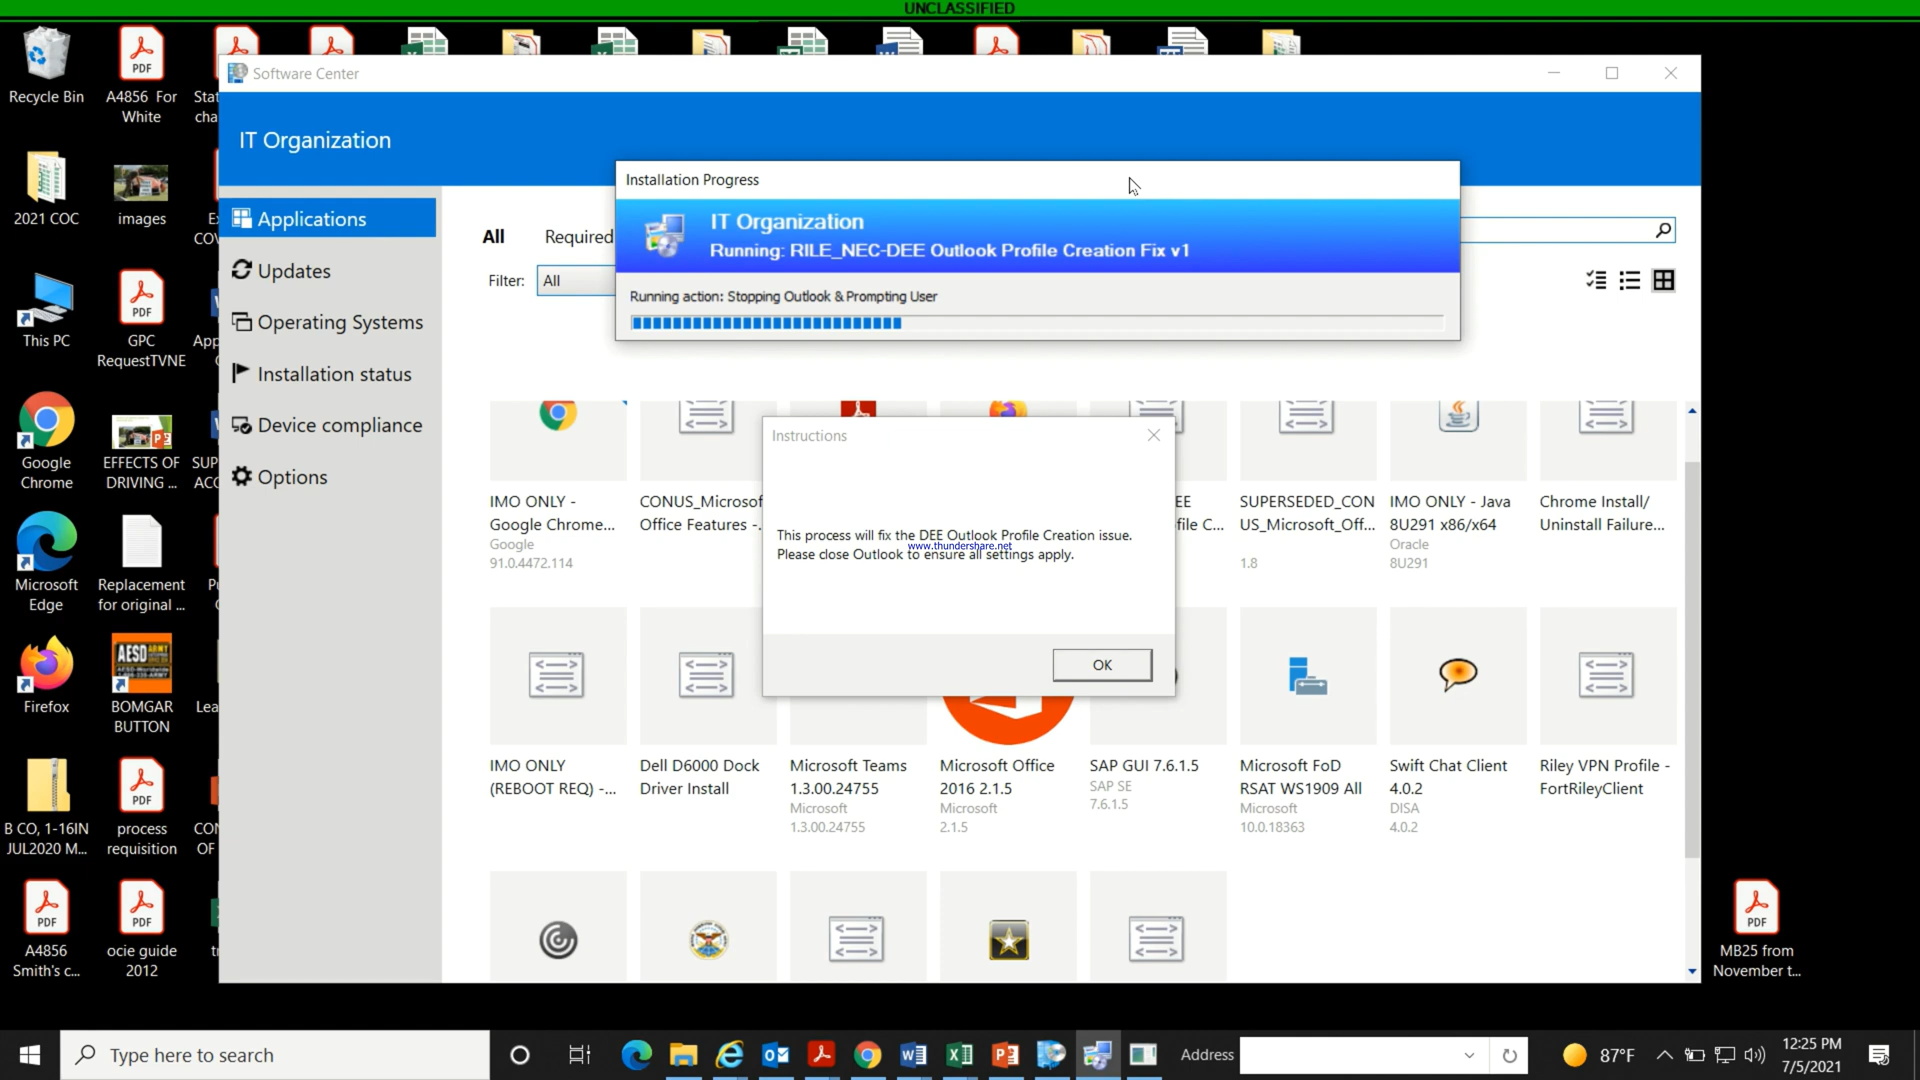 UNCLASSIFIED
Recycle Bin
A4856 For
White
Software Center
IT Organization
2021 COC
images
Applications
Updates
Operating Systems
Installation status
Device compliance
Options
All
Required
Filter:
All
Installation Progress
IT Organization
Running: RILE_NEC-DEE Outlook Profile Creation Fix v1
Running action: Stopping Outlook & Prompting User
This PC
GPC
RequestTVNE
Google
Chrome
EFFECTS OF
DRIVING ...
Microsoft
Edge
Replacement
for original ...
Firefox
BOMGAR
BUTTON
B CO, 1-16IN
JUL2020 M...
process
requisition
A4856
Smith's c...
ocie guide
2012
Instructions
This process will fix the DEE Outlook Profile Creation issue.
www.thundershare.net
Please close Outlook to ensure all settings apply.
OK
IMO ONLY -
Google Chrome...
Google
91.0.4472.114
CONUS_Microsof
Office Features -.
EE
file C...
SUPERSEDED_CON
US_Microsoft_Off...
1.8
IMO ONLY - Java
8U291 x86/x64
Oracle
8U291
Chrome Install/
Uninstall Failure...
IMO ONLY
(REBOOT REQ) -...
Dell D6000 Dock
Driver Install
Microsoft Teams
1.3.00.24755
Microsoft
1.3.00.24755
Microsoft Office
2016 2.1.5
Microsoft
2.1.5
SAP GUI 7.6.1.5
SAP SE
7.6.1.5
Microsoft FoD
RSAT WS1909 All
Microsoft
10.0.18363
Swift Chat Client
4.0.2
DISA
4.0.2
Riley VPN Profile -
FortRileyClient
MB25 from
November t...
Type here to search
Address
87°F
12:25 PM
7/5/2021